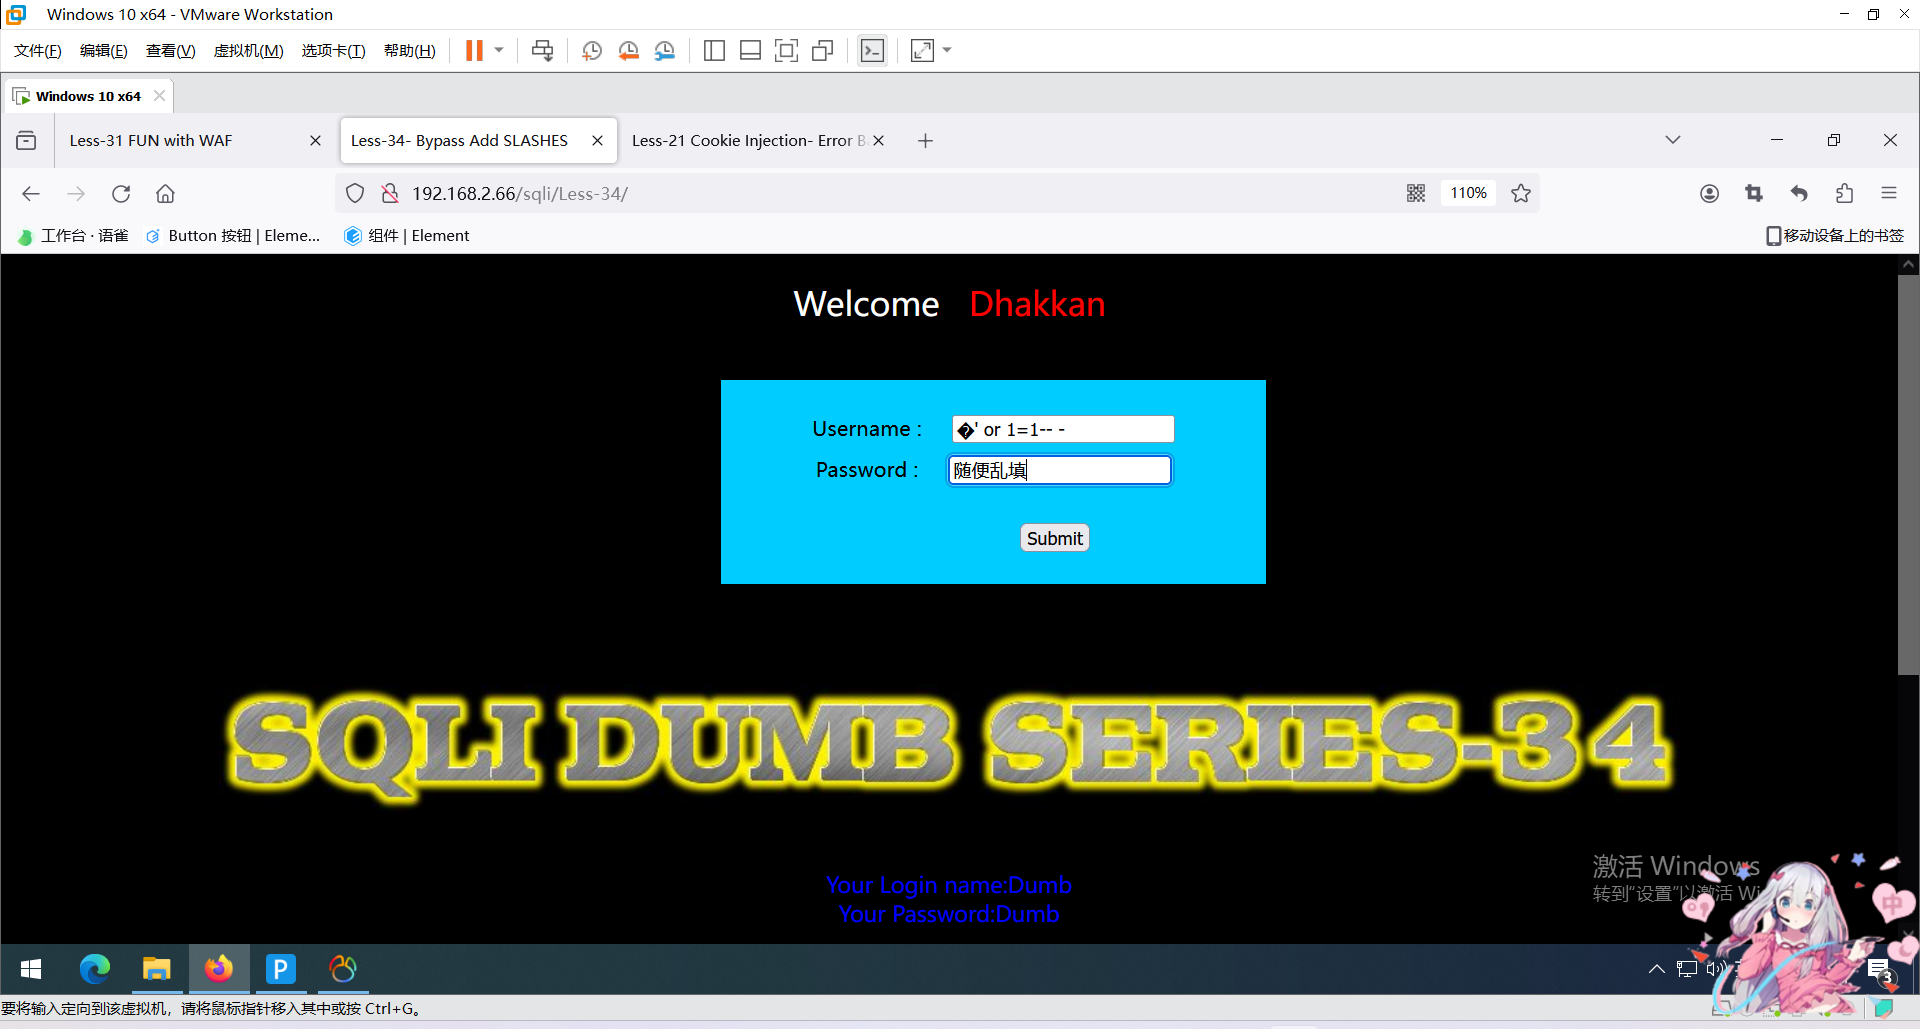 Windows 10 x64 - VMware Workstation
文件(F) 编辑(E) 查看(V) 虚拟机(M) 选项卡(T) 帮助(H)
Windows 10 x64
Less-31 FUN with WAF
Less-34- Bypass Add SLASHES
Less-21 Cookie Injection- Error B
192.168.2.66/sqli/Less-34/
110%
工作台 · 语雀
Button 按钮 | Eleme...
组件 | Element
移动设备上的书签
Welcome Dhakkan
Username : �' or 1=1-- -
Password : 随便乱填
Submit
SQLI DUMB SERIES-34
Your Login name:Dumb
Your Password:Dumb
激活 Windows
转到“设置”以激活 Wi
中
P
3
要将输入定向到该虚拟机，请将鼠标指针移入其中或按 Ctrl+G。